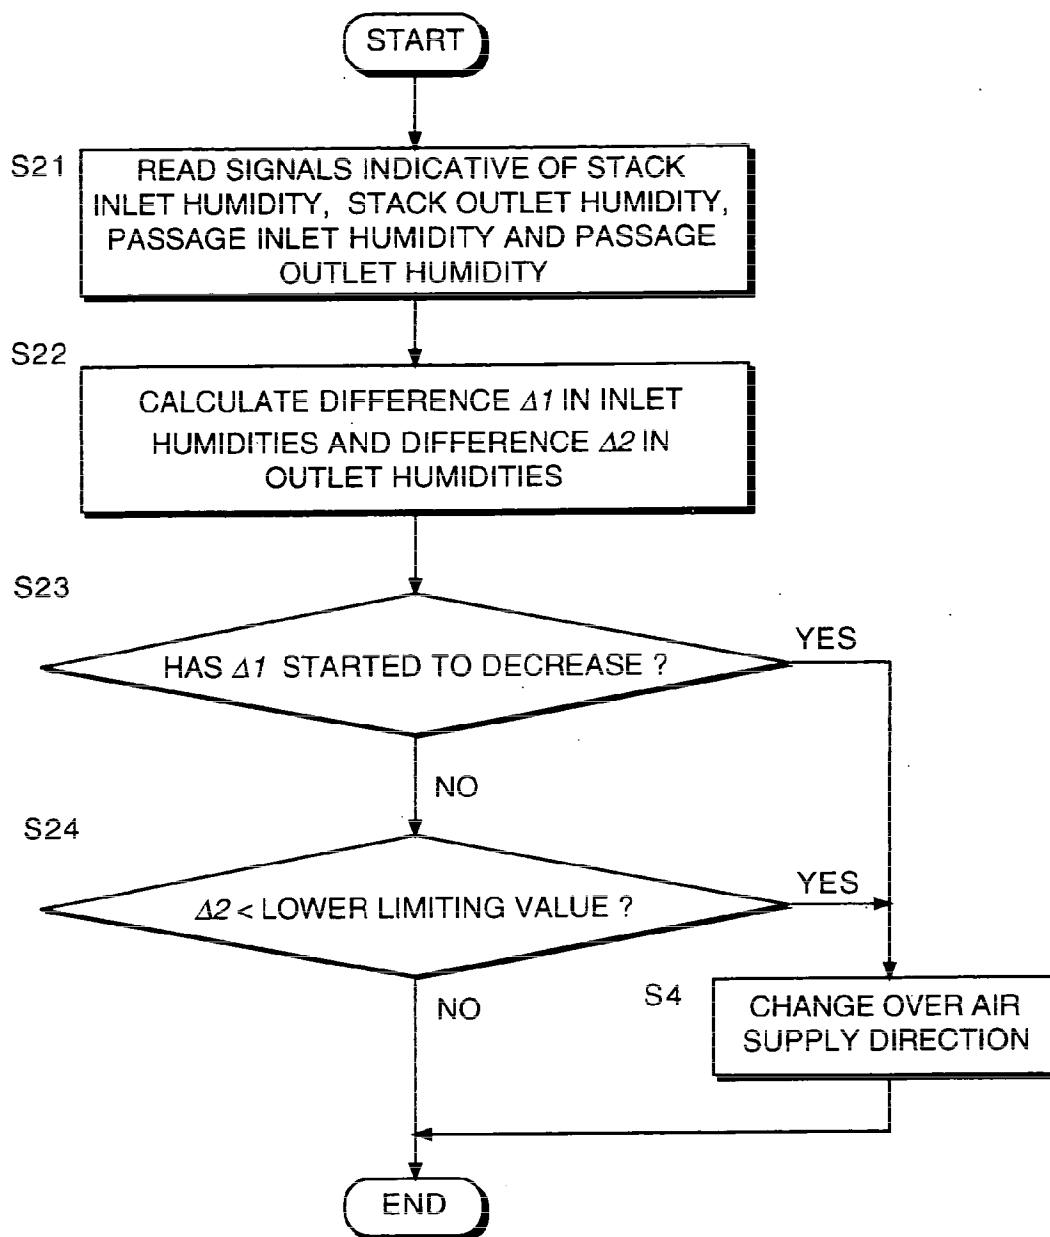 START
S21
READ SIGNALS INDICATIVE OF STACK
INLET HUMIDITY, STACK OUTLET HUMIDITY,
PASSAGE INLET HUMIDITY AND PASSAGE
OUTLET HUMIDITY
S22
CALCULATE DIFFERENCE Δ1 IN INLET
HUMIDITIES AND DIFFERENCE Δ2 IN
OUTLET HUMIDITIES
S23
HAS Δ1 STARTED TO DECREASE ?
YES
NO
S24
Δ2 < LOWER LIMITING VALUE ?
YES
NO
S4
CHANGE OVER AIR
SUPPLY DIRECTION
END